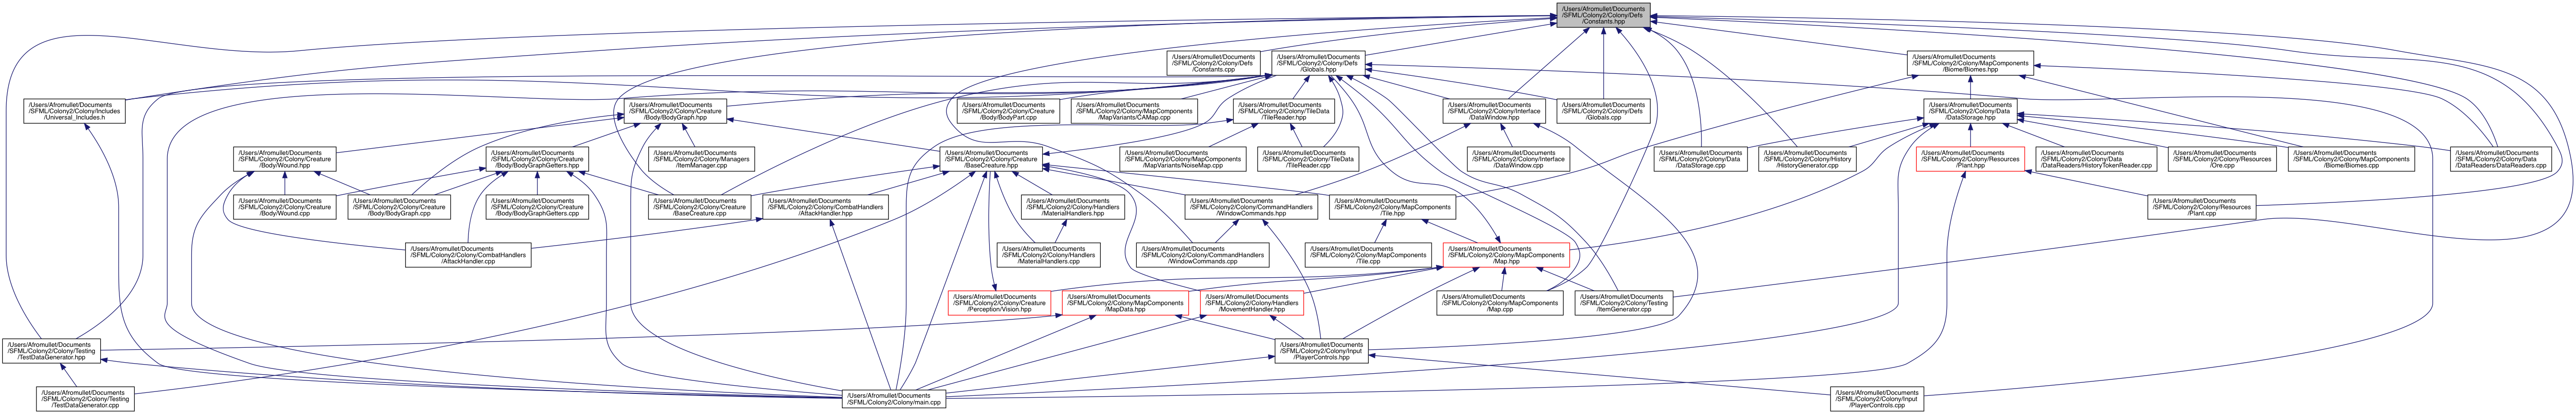 /Users/Afromullet/Documents
/SFML/Colony2/Colony/Defs
/Constants.hpp
/Users/Afromullet/Documents
/SFML/Colony2/Colony/Defs
/Constants.cpp
/Users/Afromullet/Documents
/SFML/Colony2/Colony/Defs
/Globals.hpp
/Users/Afromullet/Documents
/SFML/Colony2/Colony/MapComponents
/Biome/Biomes.hpp
/Users/Afromullet/Documents
/SFML/Colony2/Colony/Includes
/Universal_Includes.h
/Users/Afromullet/Documents
/SFML/Colony2/Colony/Creature
/Body/BodyGraph.hpp
/Users/Afromullet/Documents
/SFML/Colony2/Colony/Creature
/Body/BodyPart.cpp
/Users/Afromullet/Documents
/SFML/Colony2/Colony/MapComponents
/MapVariants/CAMap.cpp
/Users/Afromullet/Documents
/SFML/Colony2/Colony/TileData
/TileReader.hpp
/Users/Afromullet/Documents
/SFML/Colony2/Colony/Interface
/DataWindow.hpp
/Users/Afromullet/Documents
/SFML/Colony2/Colony/Defs
/Globals.cpp
/Users/Afromullet/Documents
/SFML/Colony2/Colony/Data
/DataStorage.hpp
/Users/Afromullet/Documents
/SFML/Colony2/Colony/Creature
/Body/Wound.hpp
/Users/Afromullet/Documents
/SFML/Colony2/Colony/Creature
/Body/BodyGraphGetters.hpp
/Users/Afromullet/Documents
/SFML/Colony2/Colony/Managers
/ItemManager.cpp
/Users/Afromullet/Documents
/SFML/Colony2/Colony/Creature
/BaseCreature.hpp
/Users/Afromullet/Documents
/SFML/Colony2/Colony/MapComponents
/MapVariants/NoiseMap.cpp
/Users/Afromullet/Documents
/SFML/Colony2/Colony/TileData
/TileReader.cpp
/Users/Afromullet/Documents
/SFML/Colony2/Colony/Interface
/DataWindow.cpp
/Users/Afromullet/Documents
/SFML/Colony2/Colony/Data
/DataStorage.cpp
/Users/Afromullet/Documents
/SFML/Colony2/Colony/History
/HistoryGenerator.cpp
/Users/Afromullet/Documents
/SFML/Colony2/Colony/Resources
/Plant.hpp
/Users/Afromullet/Documents
/SFML/Colony2/Colony/Data
/DataReaders/HistoryTokenReader.cpp
/Users/Afromullet/Documents
/SFML/Colony2/Colony/Resources
/Ore.cpp
/Users/Afromullet/Documents
/SFML/Colony2/Colony/MapComponents
/Biome/Biomes.cpp
/Users/Afromullet/Documents
/SFML/Colony2/Colony/Data
/DataReaders/DataReaders.cpp
/Users/Afromullet/Documents
/SFML/Colony2/Colony/Creature
/Body/Wound.cpp
/Users/Afromullet/Documents
/SFML/Colony2/Colony/Creature
/Body/BodyGraph.cpp
/Users/Afromullet/Documents
/SFML/Colony2/Colony/Creature
/Body/BodyGraphGetters.cpp
/Users/Afromullet/Documents
/SFML/Colony2/Colony/Creature
/BaseCreature.cpp
/Users/Afromullet/Documents
/SFML/Colony2/Colony/CombatHandlers
/AttackHandler.hpp
/Users/Afromullet/Documents
/SFML/Colony2/Colony/Handlers
/MaterialHandlers.hpp
/Users/Afromullet/Documents
/SFML/Colony2/Colony/CommandHandlers
/WindowCommands.hpp
/Users/Afromullet/Documents
/SFML/Colony2/Colony/MapComponents
/Tile.hpp
/Users/Afromullet/Documents
/SFML/Colony2/Colony/Resources
/Plant.cpp
/Users/Afromullet/Documents
/SFML/Colony2/Colony/CombatHandlers
/AttackHandler.cpp
/Users/Afromullet/Documents
/SFML/Colony2/Colony/Handlers
/MaterialHandlers.cpp
/Users/Afromullet/Documents
/SFML/Colony2/Colony/CommandHandlers
/WindowCommands.cpp
/Users/Afromullet/Documents
/SFML/Colony2/Colony/MapComponents
/Tile.cpp
/Users/Afromullet/Documents
/SFML/Colony2/Colony/MapComponents
/Map.hpp
/Users/Afromullet/Documents
/SFML/Colony2/Colony/Creature
/Perception/Vision.hpp
/Users/Afromullet/Documents
/SFML/Colony2/Colony/MapComponents
/MapData.hpp
/Users/Afromullet/Documents
/SFML/Colony2/Colony/Handlers
/MovementHandler.hpp
/Users/Afromullet/Documents
/SFML/Colony2/Colony/MapComponents
/Map.cpp
/Users/Afromullet/Documents
/SFML/Colony2/Colony/Testing
/ItemGenerator.cpp
/Users/Afromullet/Documents
/SFML/Colony2/Colony/Testing
/TestDataGenerator.hpp
/Users/Afromullet/Documents
/SFML/Colony2/Colony/Input
/PlayerControls.hpp
/Users/Afromullet/Documents
/SFML/Colony2/Colony/Testing
/TestDataGenerator.cpp
/Users/Afromullet/Documents
/SFML/Colony2/Colony/main.cpp
/Users/Afromullet/Documents
/SFML/Colony2/Colony/Input
/PlayerControls.cpp